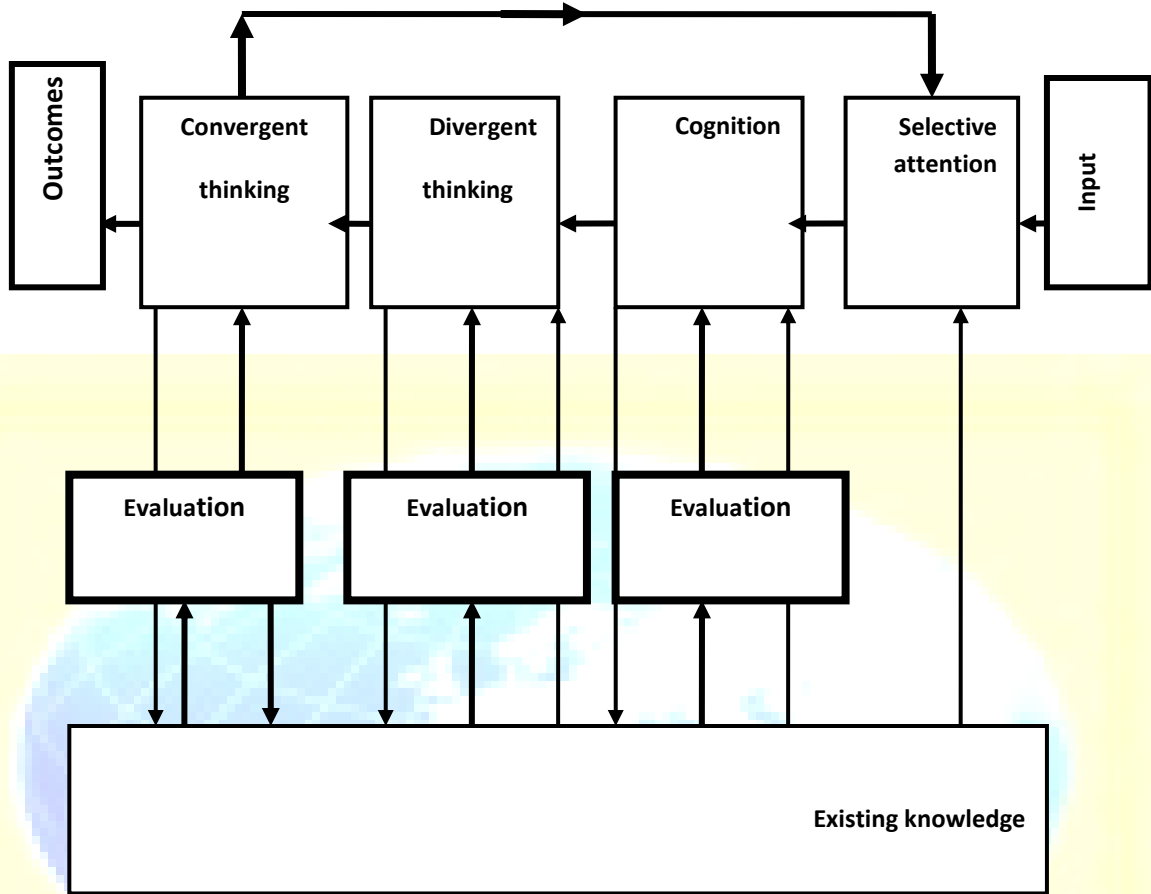 Outcomes
Convergent
thinking
Divergent
thinking
Cognition
Selective
attention
Input
Evaluation
Evaluation
Evaluation
Existing knowledge